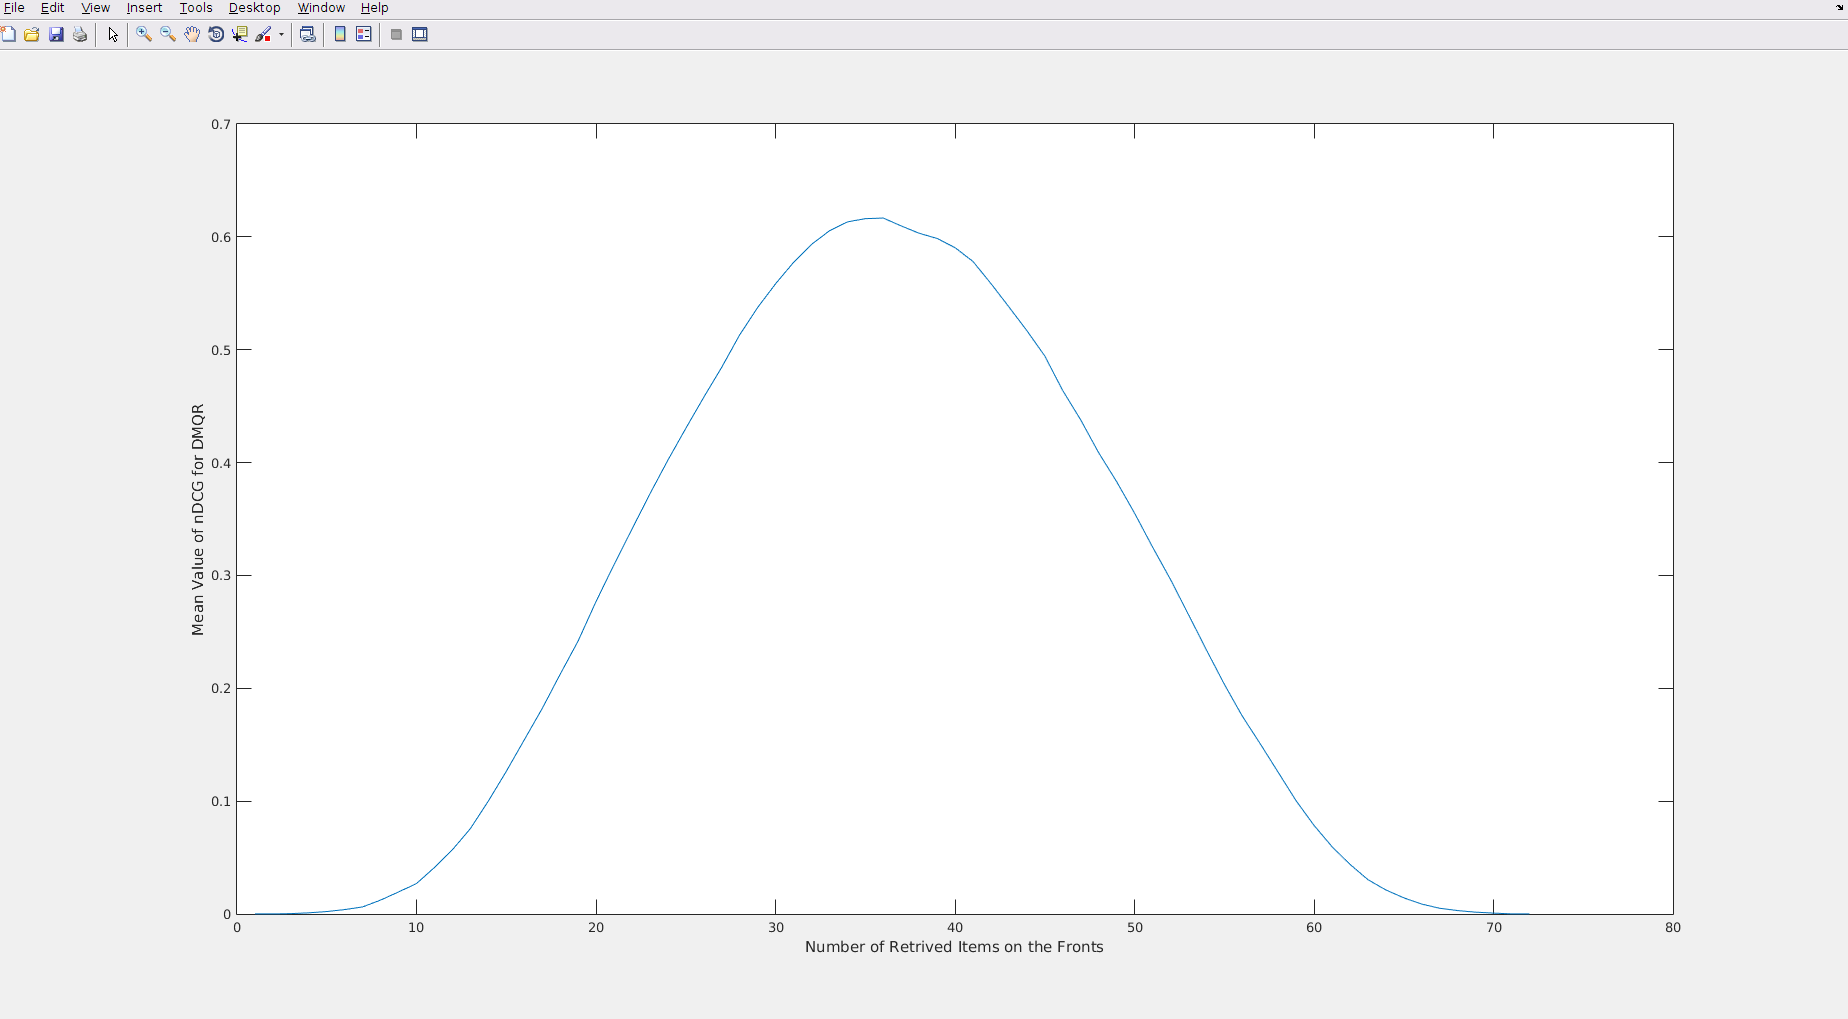 File Edit View Insert Tools Desktop Window Help
0.7
0.6
0.5
0.4
0.3
0.2
0.1
0
Mean Value of nDCG for DMQR
0 10 20 30 40 50 60 70 80
Number of Retrived Items on the Fronts